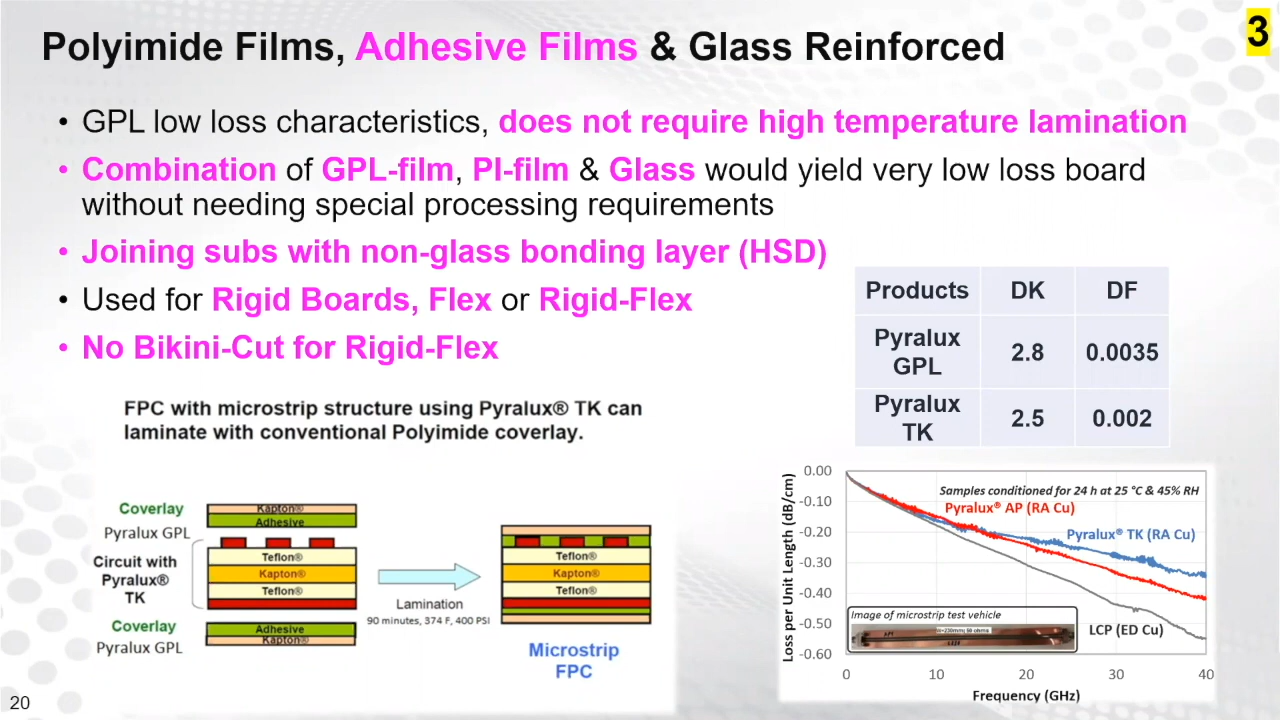 Polyimide Films, Adhesive Films & Glass Reinforced
3
• GPL low loss characteristics, does not require high temperature lamination
• Combination of GPL-film, PI-film & Glass would yield very low loss board
without needing special processing requirements
• Joining subs with non-glass bonding layer (HSD)
• Used for Rigid Boards, Flex or Rigid-Flex
• No Bikini-Cut for Rigid-Flex
Products DK DF
Pyralux GPL 2.8 0.0035
Pyralux TK 2.5 0.002
FPC with microstrip structure using Pyralux® TK can
laminate with conventional Polyimide coverlay.
Coverlay
Pyralux GPL
Circuit with
Pyralux®
TK
Coverlay
Pyralux GPL
Kapton®
Adhesive
Teflon®
Kapton®
Teflon®
Adhesive
Kapton®
Lamination
90 minutes, 374 F, 400 PSI
Teflon®
Kapton®
Teflon®
Microstrip
FPC
Loss per Unit Length (dB/cm)
0.00
-0.10
-0.20
-0.30
-0.40
-0.50
-0.60
Samples conditioned for 24 h at 25 °C & 45% RH
Pyralux® AP (RA Cu)
Pyralux® TK (RA Cu)
LCP (ED Cu)
Image of microstrip test vehicle
0 10 20 30 40
Frequency (GHz)
20